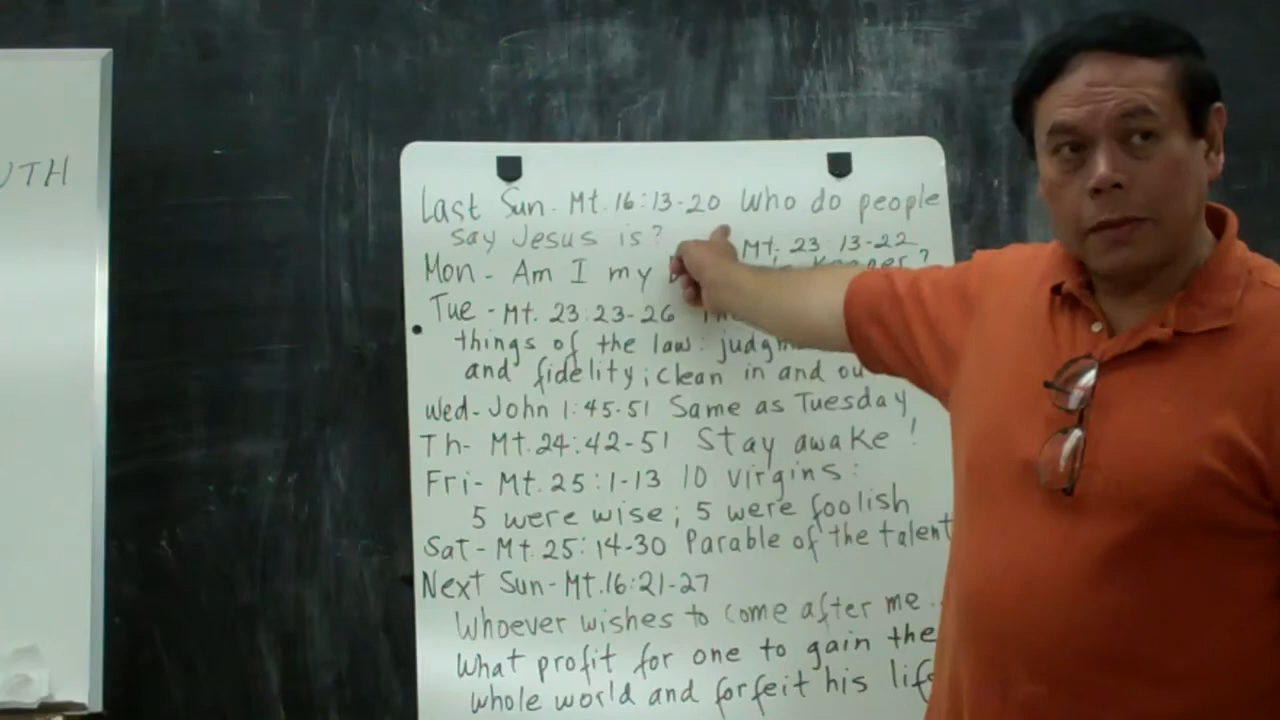 UTH
Last Sun - Mt. 16:13-20 Who do people
say Jesus is?
Mt. 23:13-22
Mon - Am I my Keeper?
Tue - Mt. 23:23-26
things of the law: judgm
and fidelity; clean in and ou
Wed - John 1:45-51 Same as Tuesday
Th - Mt. 24:42-51 Stay awake!
Fri - Mt. 25:1-13 10 virgins:
5 were wise; 5 were foolish
Sat - Mt. 25:14-30 Parable of the talent
Next Sun - Mt. 16:21-27
Whoever wishes to come after me..
What profit for one to gain the
whole world and forfeit his life